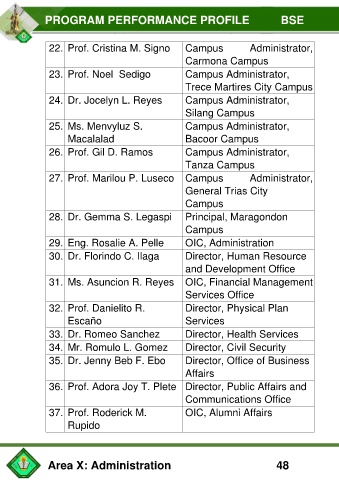 PROGRAM PERFORMANCE PROFILE BSE
22. Prof. Cristina M. Signo Campus Administrator,
Carmona Campus
23. Prof. Noel Sedigo Campus Administrator,
Trece Martires City Campus
24. Dr. Jocelyn L. Reyes Campus Administrator,
Silang Campus
25. Ms. Menvyluz S. Campus Administrator,
Macalalad Bacoor Campus
26. Prof. Gil D. Ramos Campus Administrator,
Tanza Campus
27. Prof. Marilou P. Luseco Campus Administrator,
General Trias City
Campus
28. Dr. Gemma S. Legaspi Principal, Maragondon
Campus
29. Eng. Rosalie A. Pelle OIC, Administration
30. Dr. Florindo C. Ilaga Director, Human Resource
and Development Office
31. Ms. Asuncion R. Reyes OIC, Financial Management
Services Office
32. Prof. Danielito R. Director, Physical Plan
Escaño Services
33. Dr. Romeo Sanchez Director, Health Services
34. Mr. Romulo L. Gomez Director, Civil Security
35. Dr. Jenny Beb F. Ebo Director, Office of Business
Affairs
36. Prof. Adora Joy T. Plete Director, Public Affairs and
Communications Office
37. Prof. Roderick M. OIC, Alumni Affairs
Rupido
Area X: Administration 48